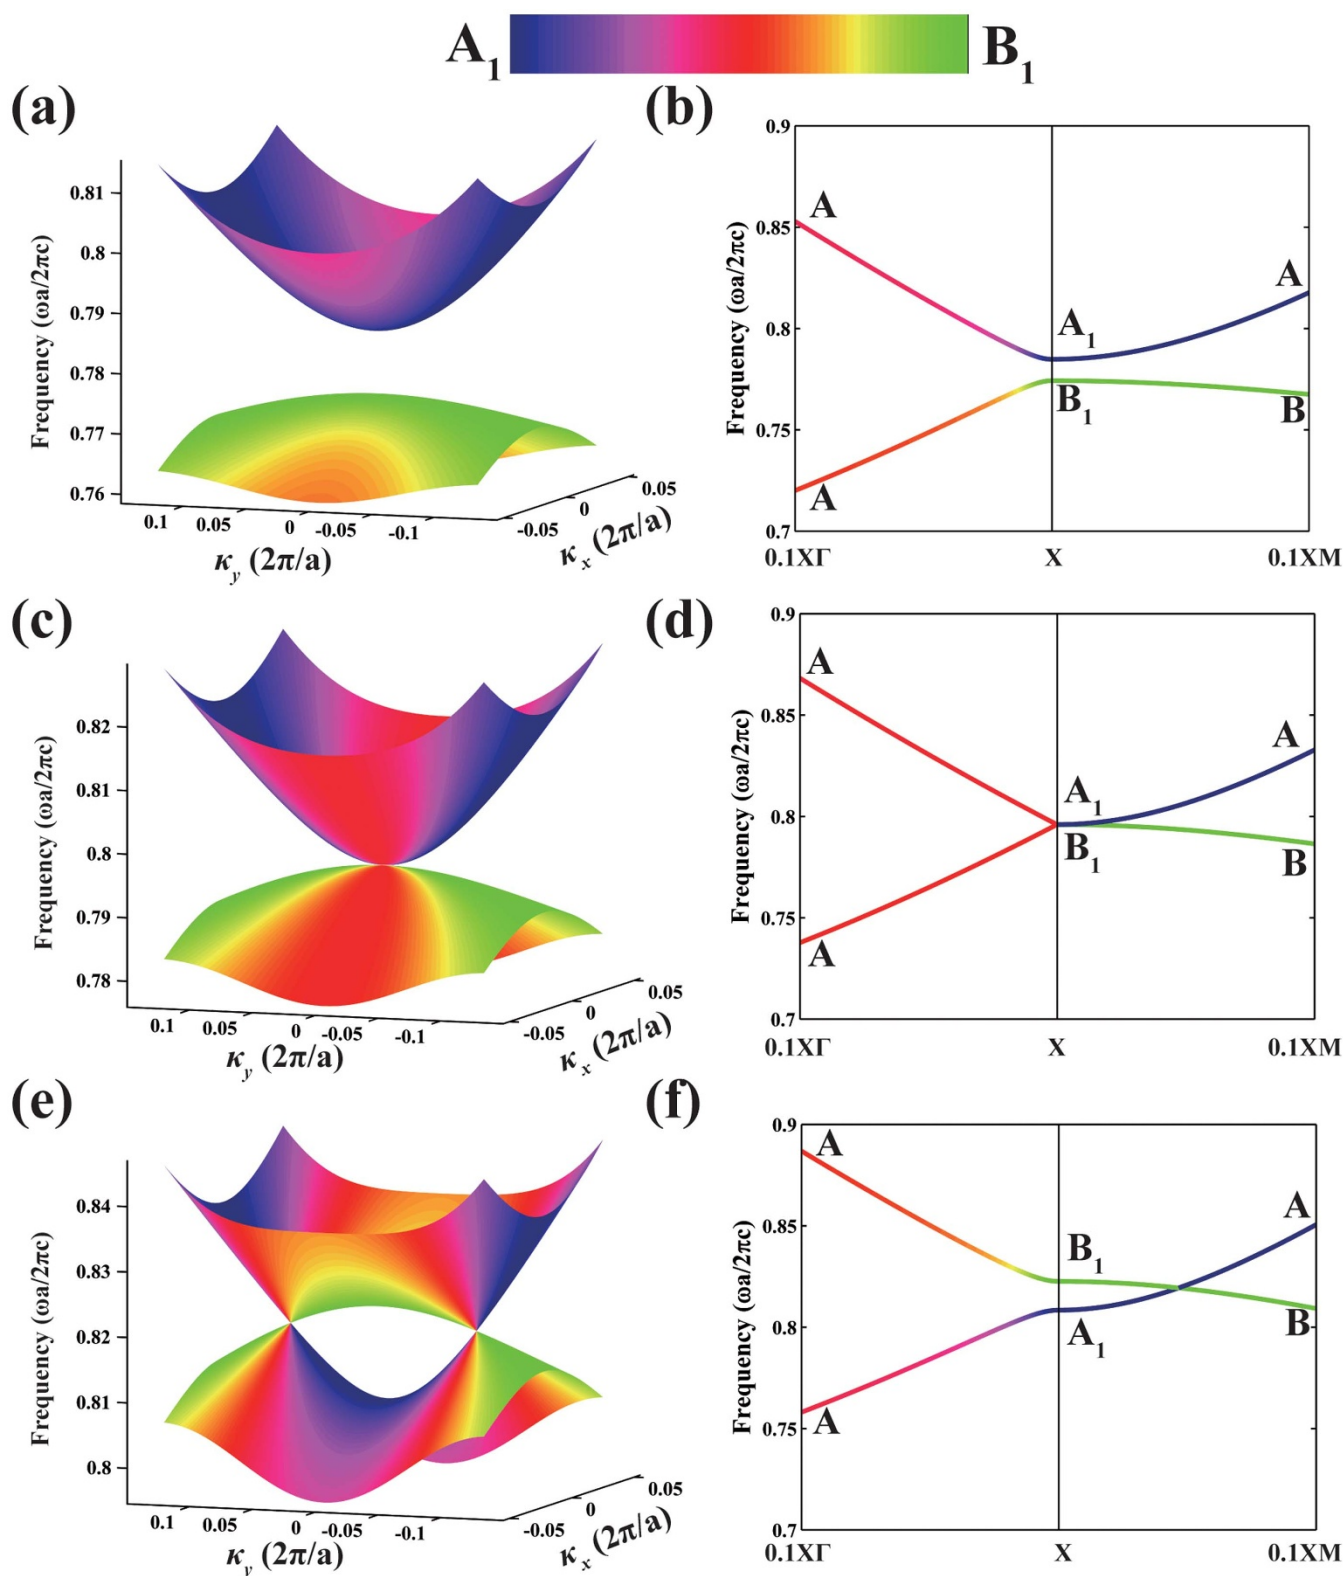 A1 B1
(a)
0.81
0.8
0.79
0.78
0.77
0.76
Frequency (ωa/2πc)
0.1 0.05 0 -0.05 -0.1
κy (2π/a)
-0.05 0 0.05
κx (2π/a)
(b)
0.9
0.85
0.8
0.75
0.7
Frequency (ωa/2πc)
A
A
A1
B1
A
B
0.1XΓ X 0.1XM
(c)
0.82
0.81
0.8
0.79
0.78
Frequency (ωa/2πc)
0.1 0.05 0 -0.05 -0.1
κy (2π/a)
-0.05 0 0.05
κx (2π/a)
(d)
0.9
0.85
0.8
0.75
0.7
Frequency (ωa/2πc)
A
A
A1
B1
A
B
0.1XΓ X 0.1XM
(e)
0.84
0.83
0.82
0.81
0.8
Frequency (ωa/2πc)
0.1 0.05 0 -0.05 -0.1
κy (2π/a)
-0.05 0 0.05
κx (2π/a)
(f)
0.9
0.85
0.8
0.75
0.7
Frequency (ωa/2πc)
A
A
B1
A1
A
B
0.1XΓ X 0.1XM